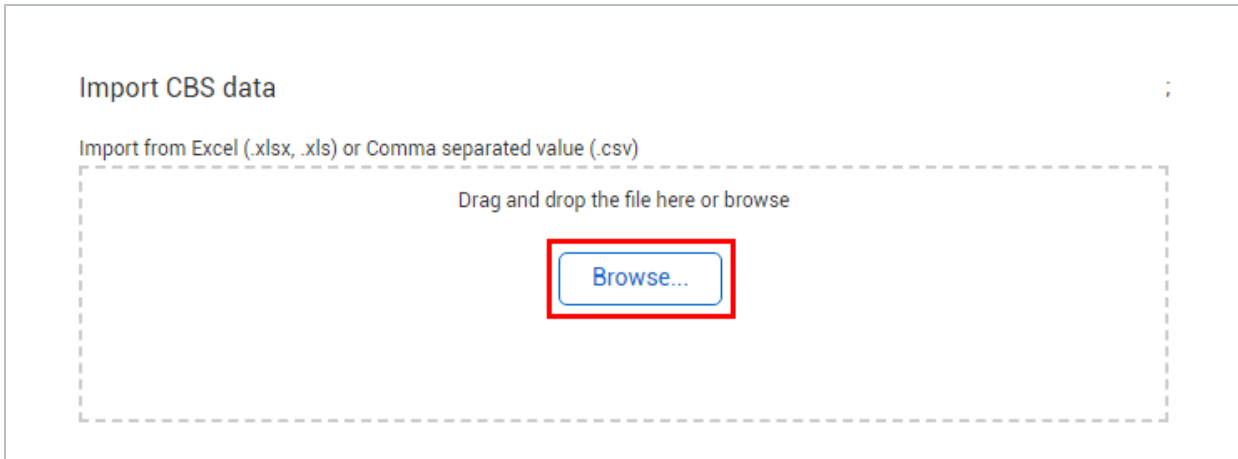 Import CBS data
;
Import from Excel (.xlsx, .xls) or Comma separated value (.csv)
Drag and drop the file here or browse
Browse...